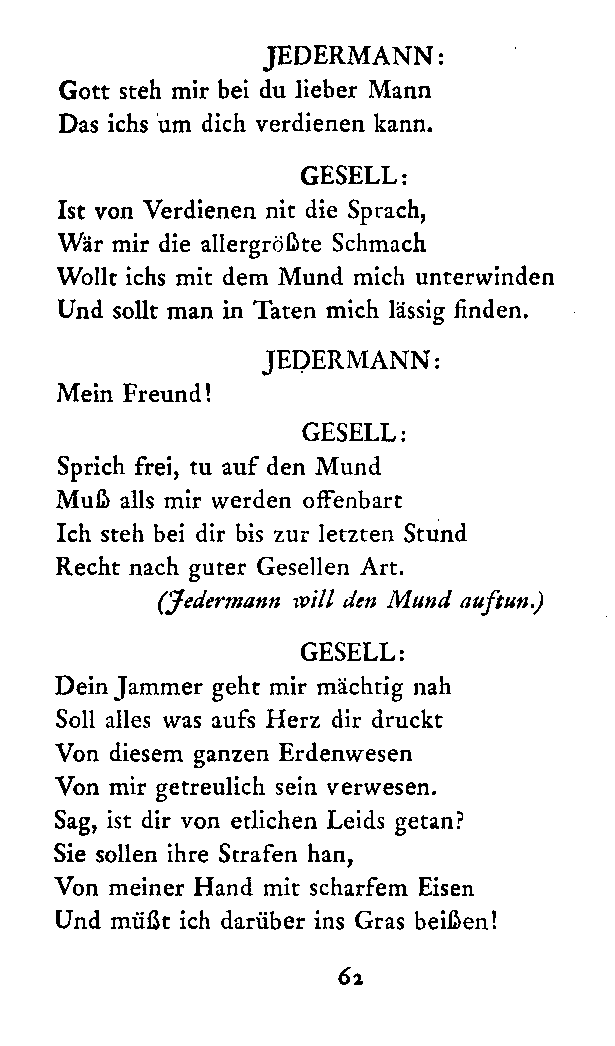 JEDERMANN:
Gott steh mir bei du lieber Mann
Das ichs um dich verdienen kann.
GESELL:
Ist von Verdienen nit die Sprach,
Wär mir die allergrößte Schmach
Wollt ichs mit dem Mund mich unterwinden
Und sollt man in Taten mich lässig finden.
JEDERMANN:
Mein Freund!
GESELL:
Sprich frei, tu auf den Mund
Muß alls mir werden offenbart
Ich steh bei dir bis zur letzten Stund
Recht nach guter Gesellen Art.
(Jedermann will den Mund auftun.)
GESELL:
Dein Jammer geht mir mächtig nah
Soll alles was aufs Herz dir druckt
Von diesem ganzen Erdenwesen
Von mir getreulich sein verwesen.
Sag, ist dir von etlichen Leids getan?
Sie sollen ihre Strafen han,
Von meiner Hand mit scharfem Eisen
Und müßt ich darüber ins Gras beißen!
62